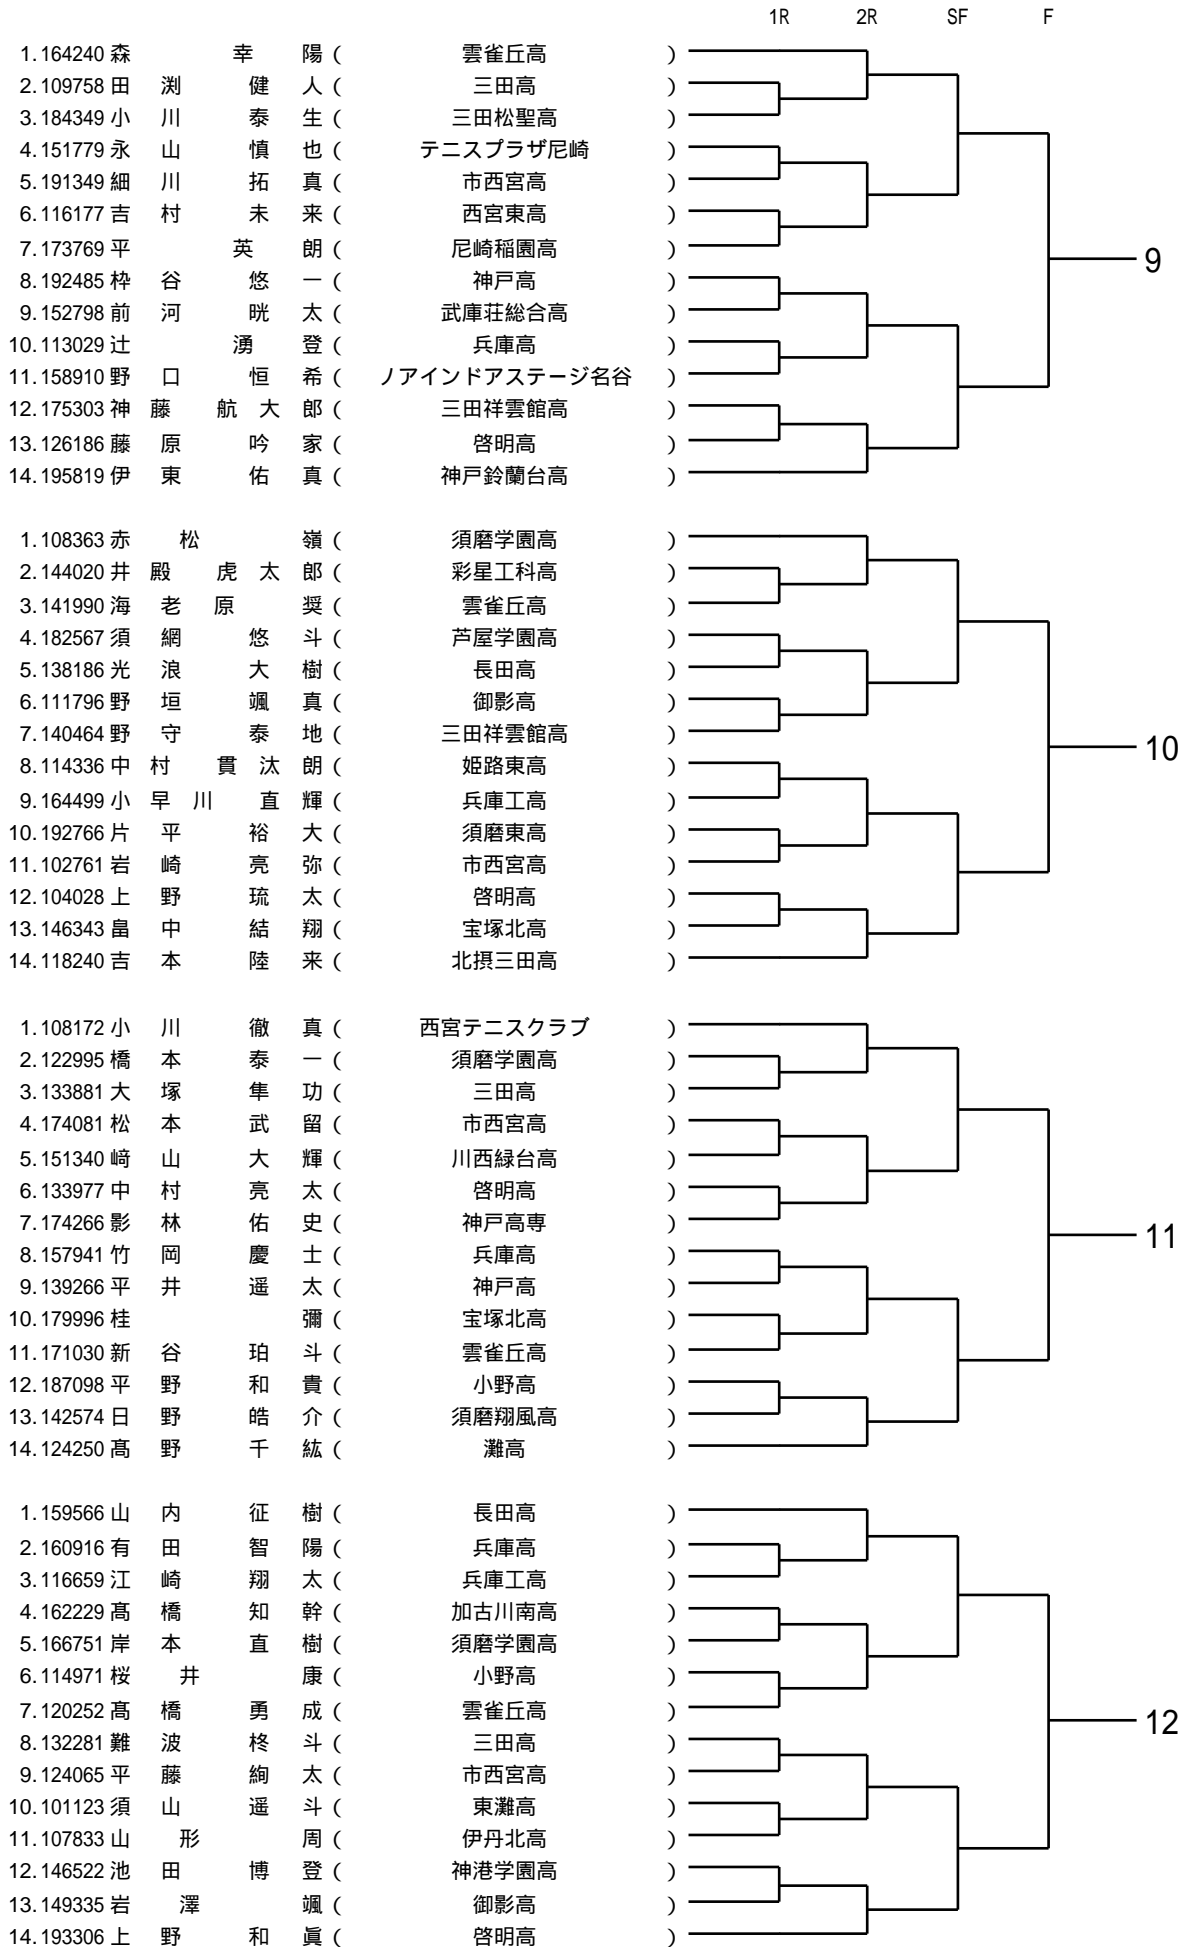 1R 2R SF F
1.164240 森 幸 陽 ( 雲雀丘高 )
2.109758 田 渕 健 人 ( 三田高 )
3.184349 小 川 泰 生 ( 三田松聖高 )
4.151779 永 山 慎 也 ( テニスプラザ尼崎 )
5.191349 細 川 拓 真 ( 市西宮高 )
6.116177 吉 村 未 来 ( 西宮東高 )
7.173769 平 英 朗 ( 尼崎稲園高 )
9
8.192485 枠 谷 悠 一 ( 神戸高 )
9.152798 前 河 晄 太 ( 武庫荘総合高 )
10.113029 辻 湧 登 ( 兵庫高 )
11.158910 野 口 恒 希 ( ノアインドアステージ名谷 )
12.175303 神 藤 航 大 郎 ( 三田祥雲館高 )
13.126186 藤 原 吟 家 ( 啓明高 )
14.195819 伊 東 佑 真 ( 神戸鈴蘭台高 )
1.108363 赤 松 嶺 ( 須磨学園高 )
2.144020 井 殿 虎 太 郎 ( 彩星工科高 )
3.141990 海 老 原 奨 ( 雲雀丘高 )
4.182567 須 網 悠 斗 ( 芦屋学園高 )
5.138186 光 浪 大 樹 ( 長田高 )
6.111796 野 垣 颯 真 ( 御影高 )
7.140464 野 守 泰 地 ( 三田祥雲館高 )
10
8.114336 中 村 貫 汰 朗 ( 姫路東高 )
9.164499 小 早 川 直 輝 ( 兵庫工高 )
10.192766 片 平 裕 大 ( 須磨東高 )
11.102761 岩 崎 亮 弥 ( 市西宮高 )
12.104028 上 野 琉 太 ( 啓明高 )
13.146343 畠 中 結 翔 ( 宝塚北高 )
14.118240 吉 本 陸 来 ( 北摂三田高 )
1.108172 小 川 徹 真 ( 西宮テニスクラブ )
2.122995 橋 本 泰 一 ( 須磨学園高 )
3.133881 大 塚 隼 功 ( 三田高 )
4.174081 松 本 武 留 ( 市西宮高 )
5.151340 﨑 山 大 輝 ( 川西緑台高 )
6.133977 中 村 亮 太 ( 啓明高 )
7.174266 影 林 佑 史 ( 神戸高専 )
11
8.157941 竹 岡 慶 士 ( 兵庫高 )
9.139266 平 井 遥 太 ( 神戸高 )
10.179996 桂 彌 ( 宝塚北高 )
11.171030 新 谷 珀 斗 ( 雲雀丘高 )
12.187098 平 野 和 貴 ( 小野高 )
13.142574 日 野 皓 介 ( 須磨翔風高 )
14.124250 髙 野 千 紘 ( 灘高 )
1.159566 山 内 征 樹 ( 長田高 )
2.160916 有 田 智 陽 ( 兵庫高 )
3.116659 江 崎 翔 太 ( 兵庫工高 )
4.162229 髙 橋 知 幹 ( 加古川南高 )
5.166751 岸 本 直 樹 ( 須磨学園高 )
6.114971 桜 井 康 ( 小野高 )
7.120252 髙 橋 勇 成 ( 雲雀丘高 )
12
8.132281 難 波 柊 斗 ( 三田高 )
9.124065 平 藤 絢 太 ( 市西宮高 )
10.101123 須 山 遥 斗 ( 東灘高 )
11.107833 山 形 周 ( 伊丹北高 )
12.146522 池 田 博 登 ( 神港学園高 )
13.149335 岩 澤 颯 ( 御影高 )
14.193306 上 野 和 眞 ( 啓明高 )